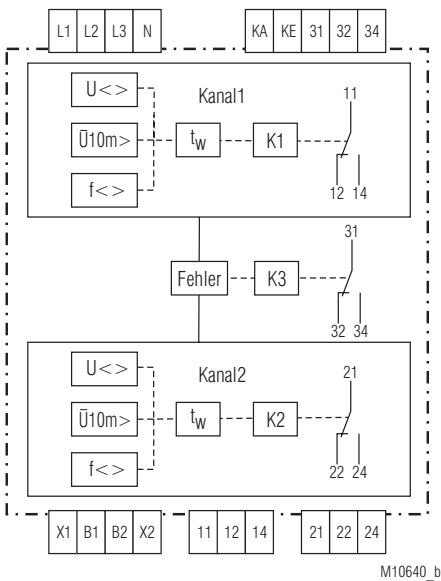 L1 L2 L3 N KA KE 31 32 34
U<> Kanal1 11
Ū10m> tw K1
f<> 12 14
31
Fehler K3
32 34
U<> Kanal2 21
Ū10m> tw K2
f<> 22 24
X1 B1 B2 X2 11 12 14 21 22 24
M10640_b